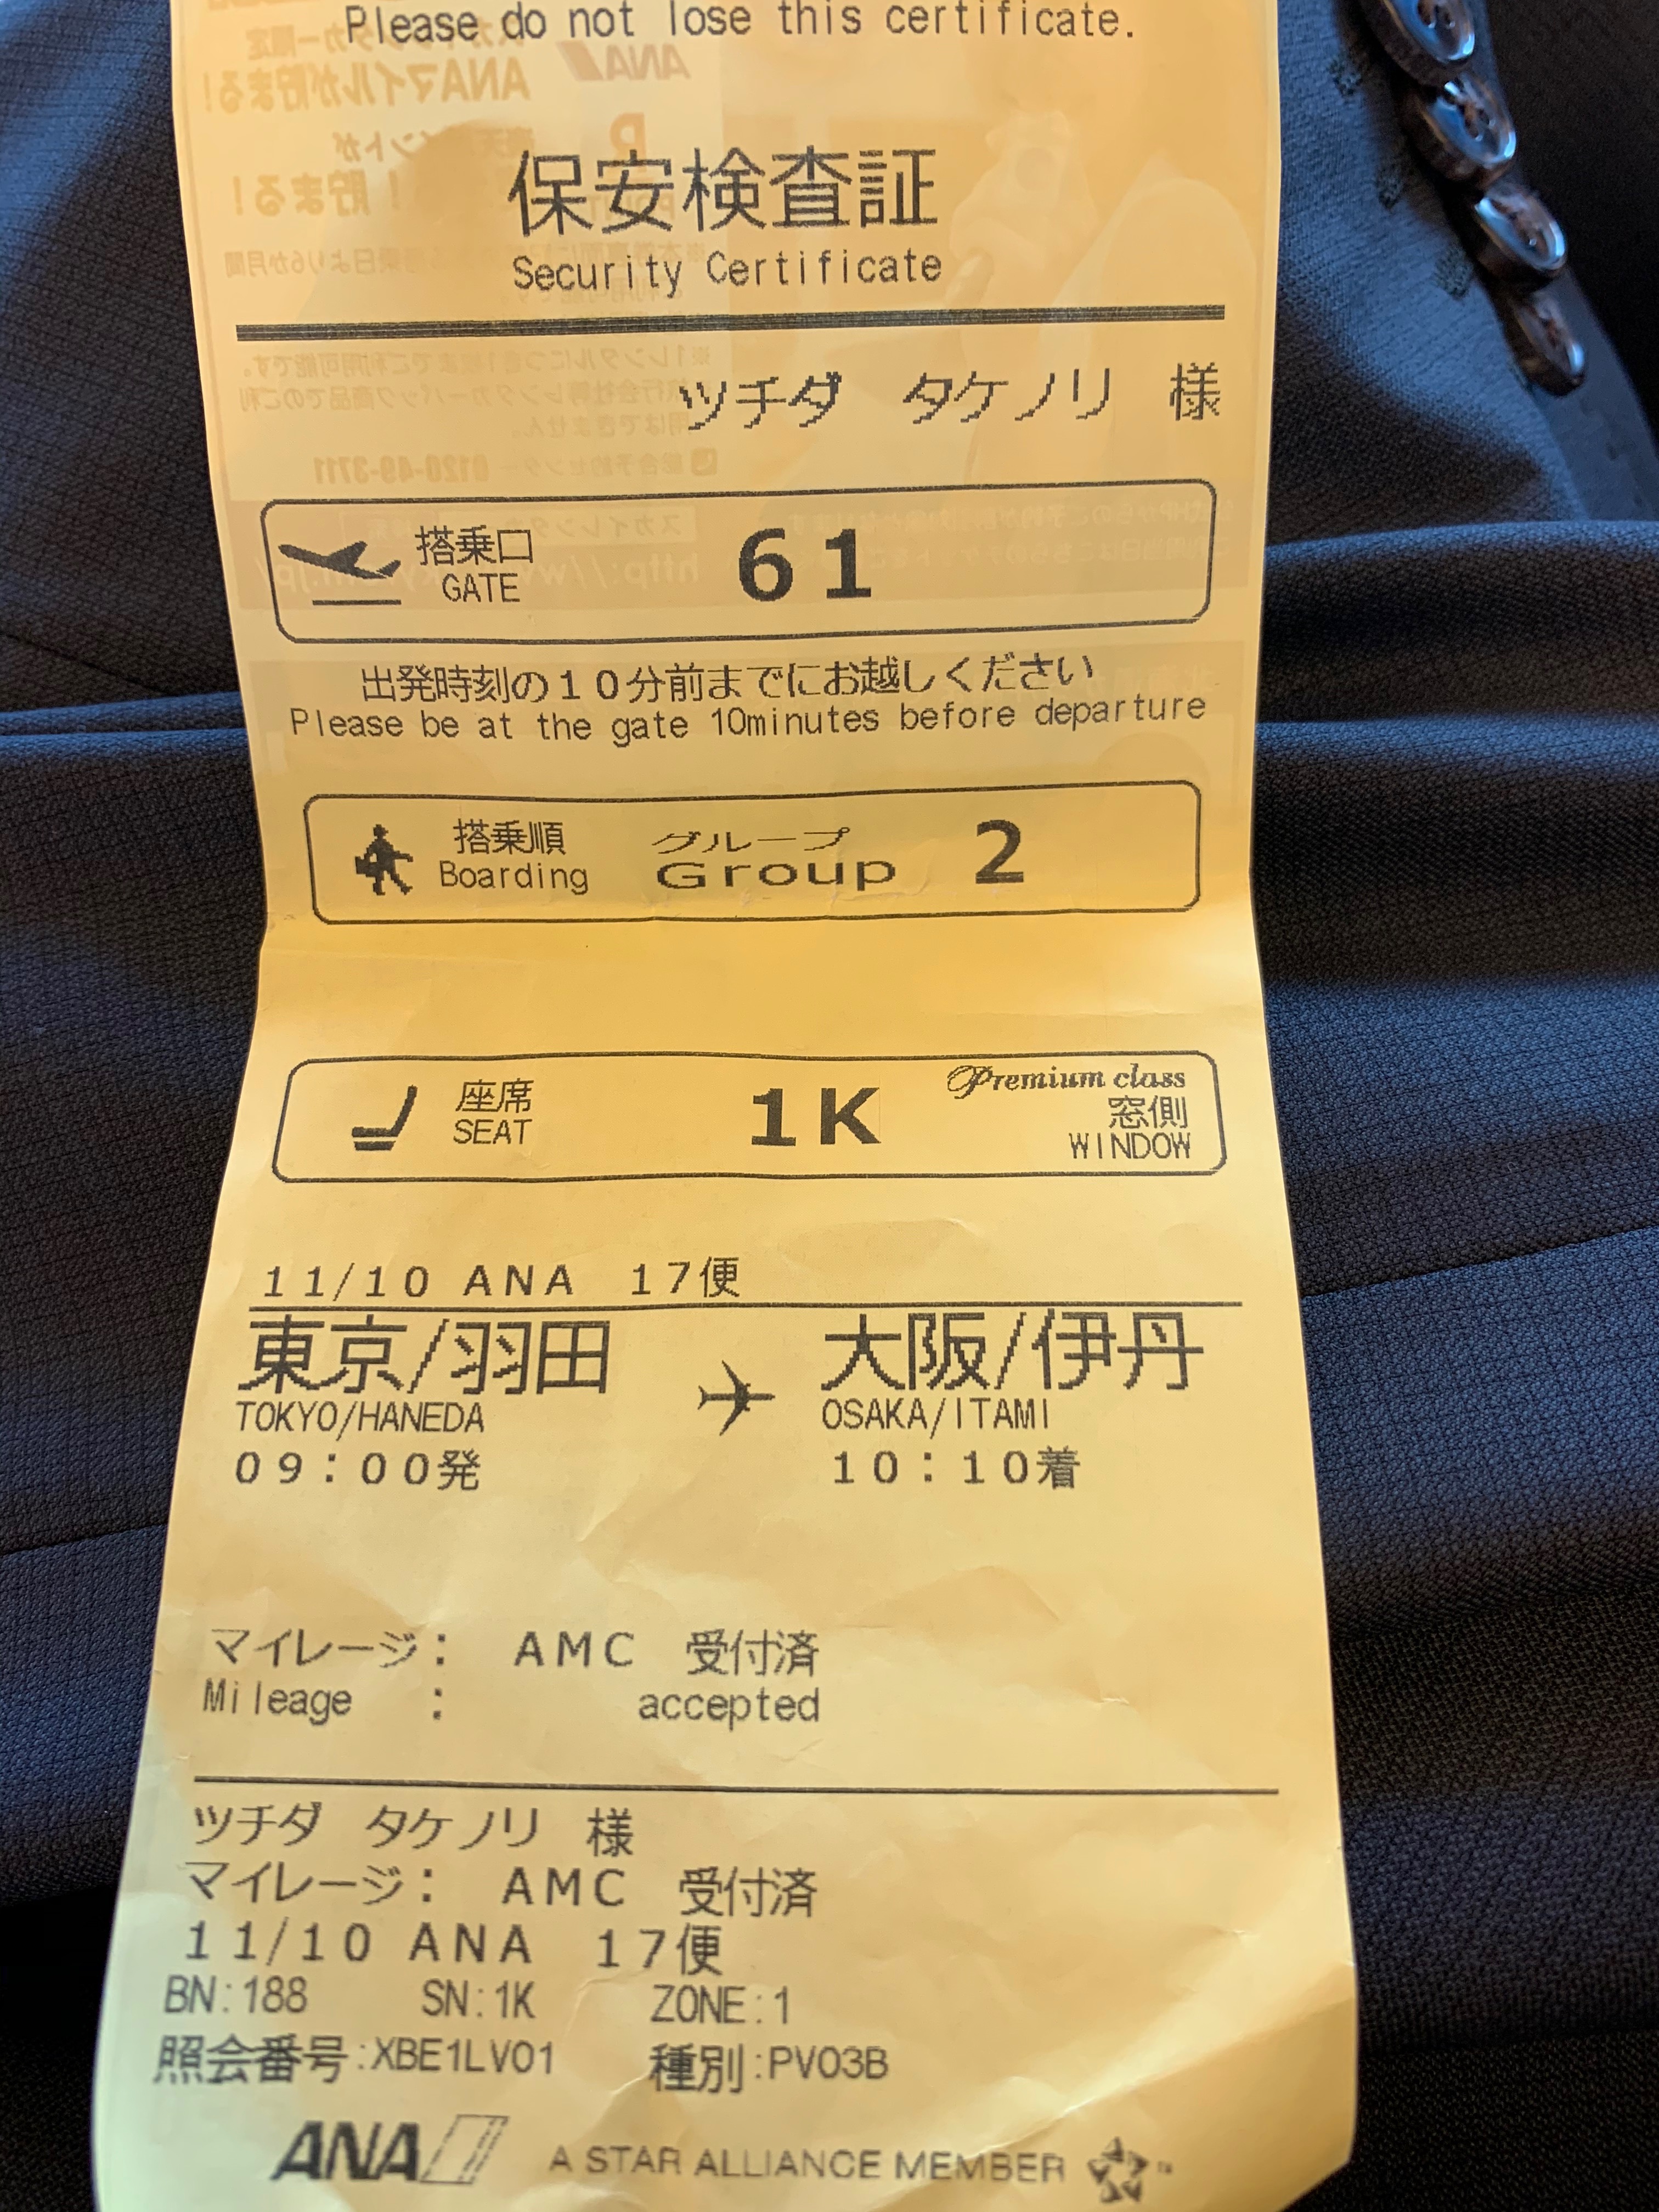 Please do not lose this certificate.
保安検査証
Security Certificate
ツチダ タケノリ 様
搭乗口 61
GATE
出発時刻の10分前までにお越しください
Please be at the gate 10minutes before departure
搭乗順 グループ 2
Boarding Group
Premium class
座席 1K 窓側
SEAT WINDOW
11/10 ANA 17便
東京/羽田 大阪/伊丹
TOKYO/HANEDA OSAKA/ITAMI
09:00発 10:10着
マイレージ: AMC 受付済
Mileage : accepted
ツチダ タケノリ 様
マイレージ: AMC 受付済
11/10 ANA 17便
BN:188 SN:1K ZONE:1
照会番号:XBE1LV01 種別:PV03B
ANA A STAR ALLIANCE MEMBER ™